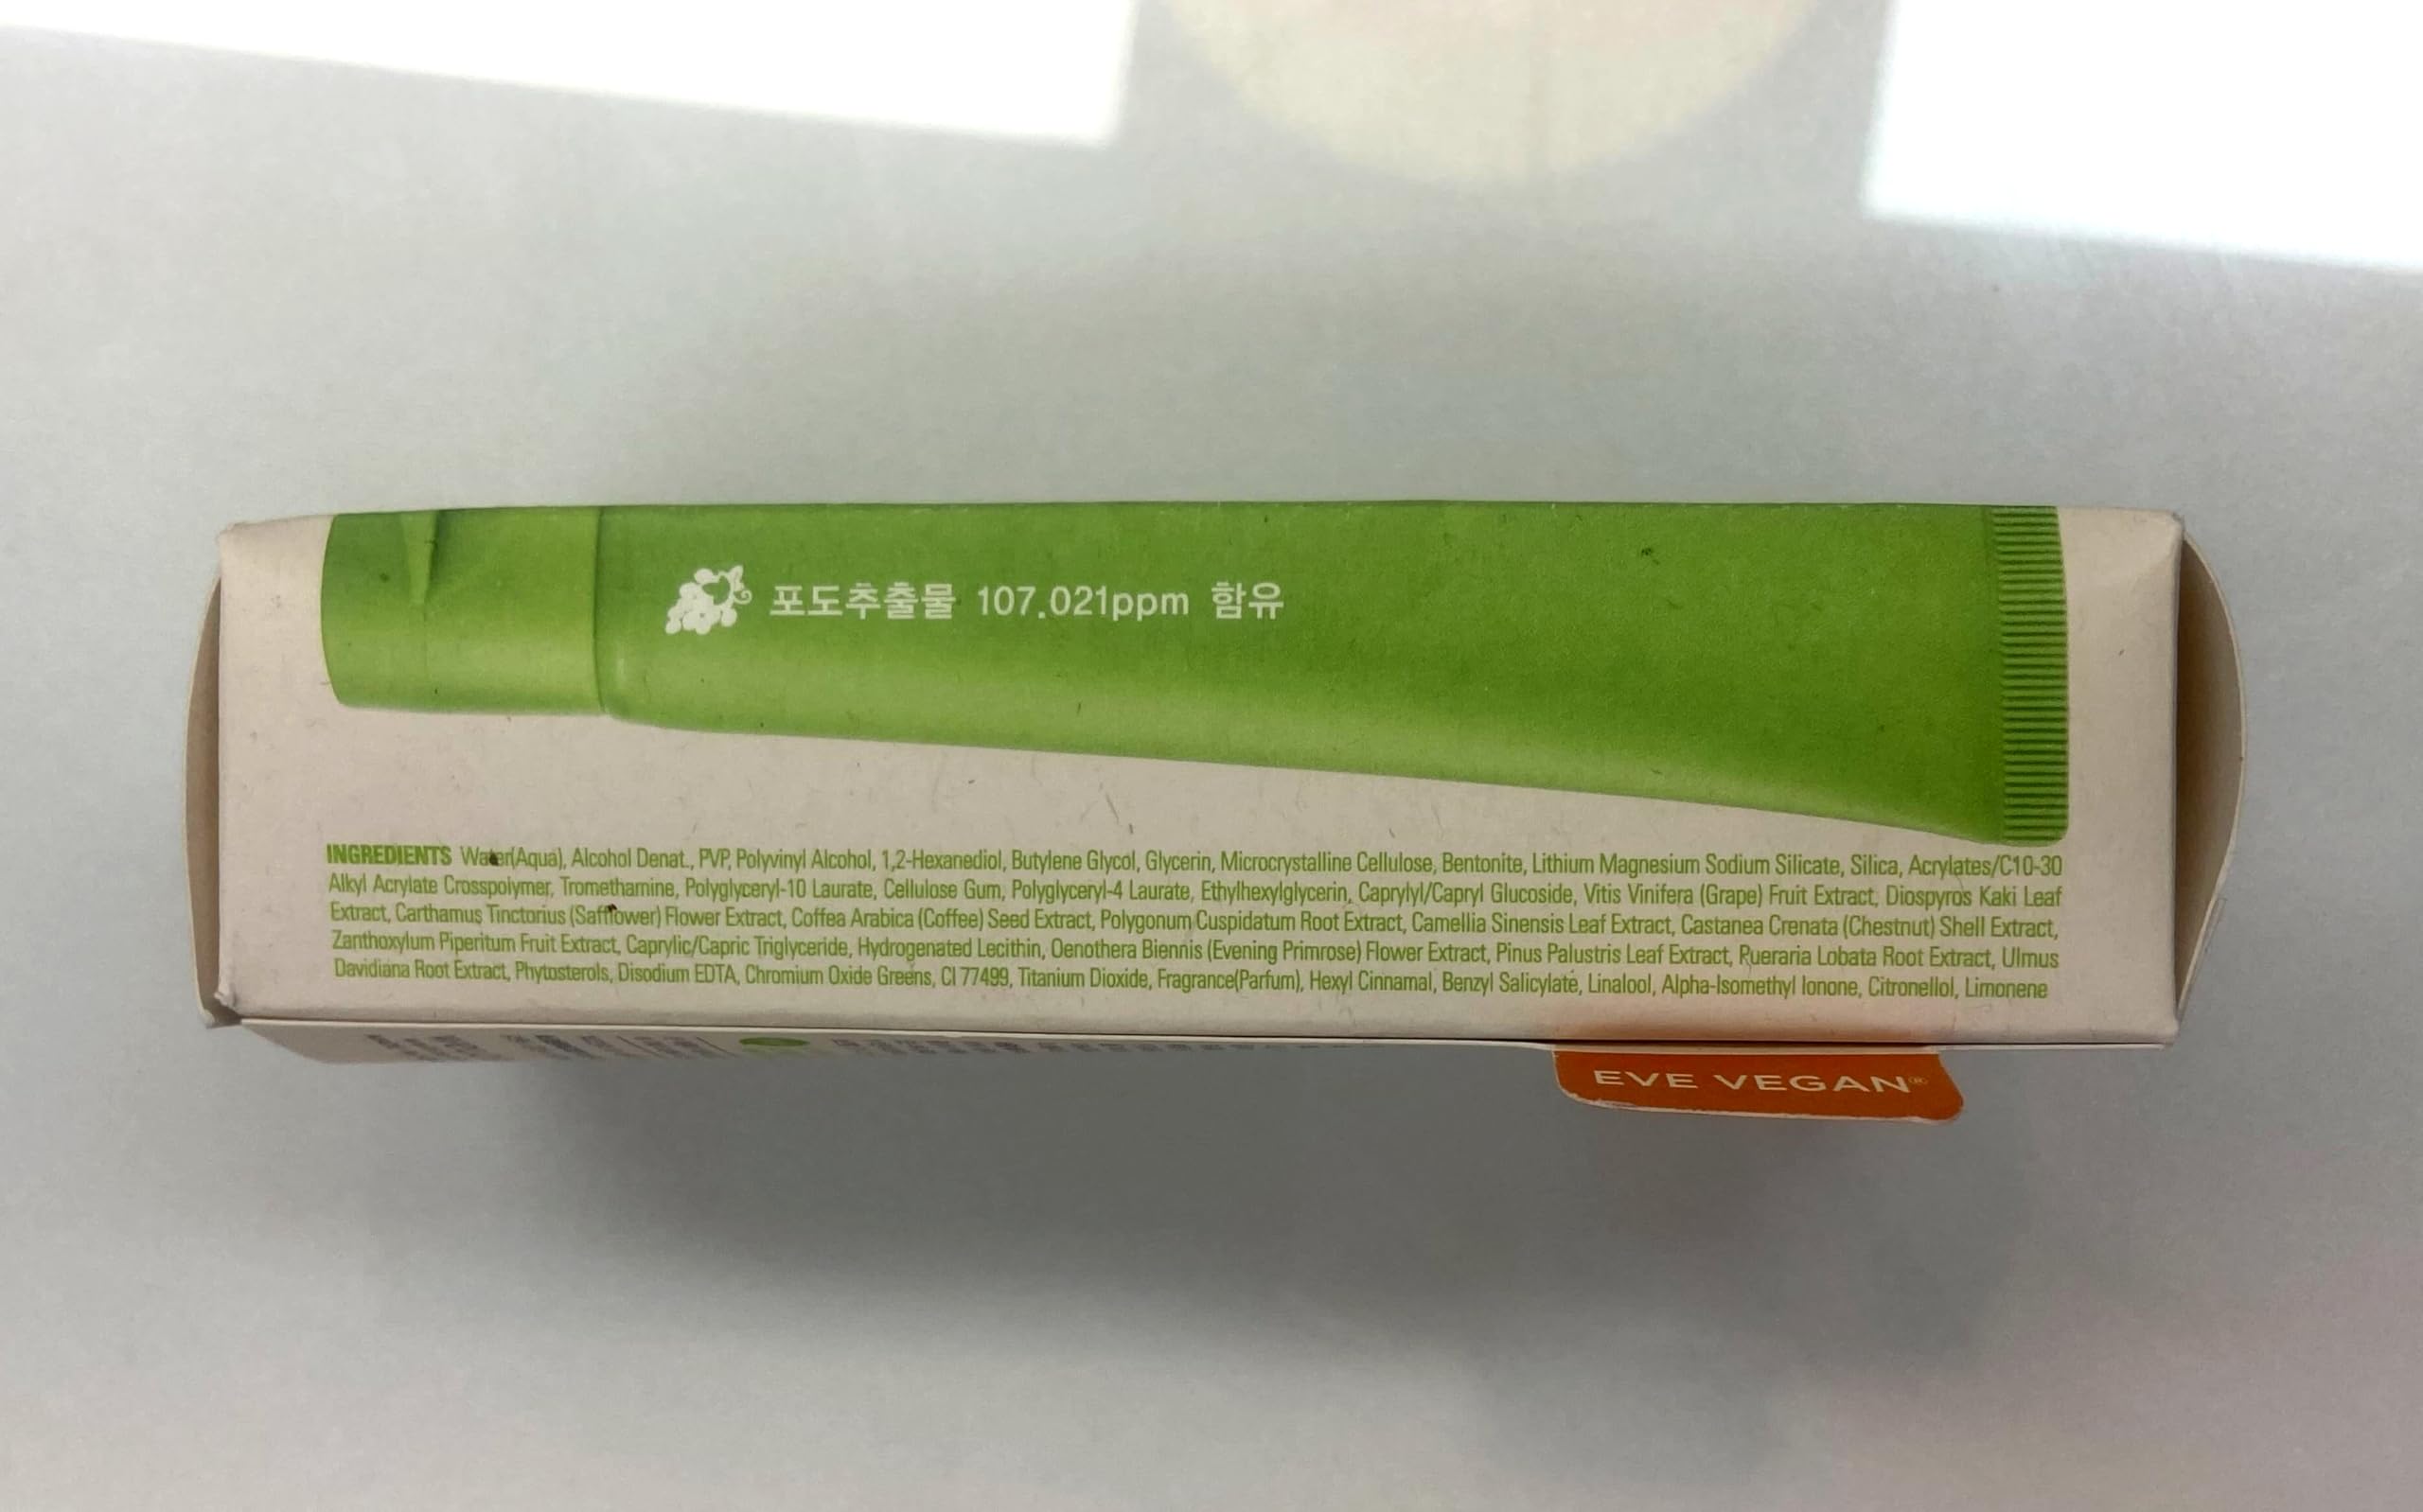 포도추출물 107.021ppm 함유
INGREDIENTS Water(Aqua), Alcohol Denat., PVP, Polyvinyl Alcohol, 1,2-Hexanediol, Butylene Glycol, Glycerin, Microcrystalline Cellulose, Bentonite, Lithium Magnesium Sodium Silicate, Silica, Acrylates/C10-30
Alkyl Acrylate Crosspolymer, Tromethamine, Polyglyceryl-10 Laurate, Cellulose Gum, Polyglyceryl-4 Laurate, Ethylhexylglycerin, Caprylyl/Capryl Glucoside, Vitis Vinifera (Grape) Fruit Extract, Diospyros Kaki Leaf
Extract, Carthamus Tinctorius (Safflower) Flower Extract, Coffea Arabica (Coffee) Seed Extract, Polygonum Cuspidatum Root Extract, Camellia Sinensis Leaf Extract, Castanea Crenata (Chestnut) Shell Extract,
Zanthoxylum Piperitum Fruit Extract, Caprylic/Capric Triglyceride, Hydrogenated Lecithin, Oenothera Biennis (Evening Primrose) Flower Extract, Pinus Palustris Leaf Extract, Pueraria Lobata Root Extract, Ulmus
Davidiana Root Extract, Phytosterols, Disodium EDTA, Chromium Oxide Greens, CI 77499, Titanium Dioxide, Fragrance(Parfum), Hexyl Cinnamal, Benzyl Salicylate, Linalool, Alpha-Isomethyl Ionone, Citronellol, Limonene
EVE VEGAN®